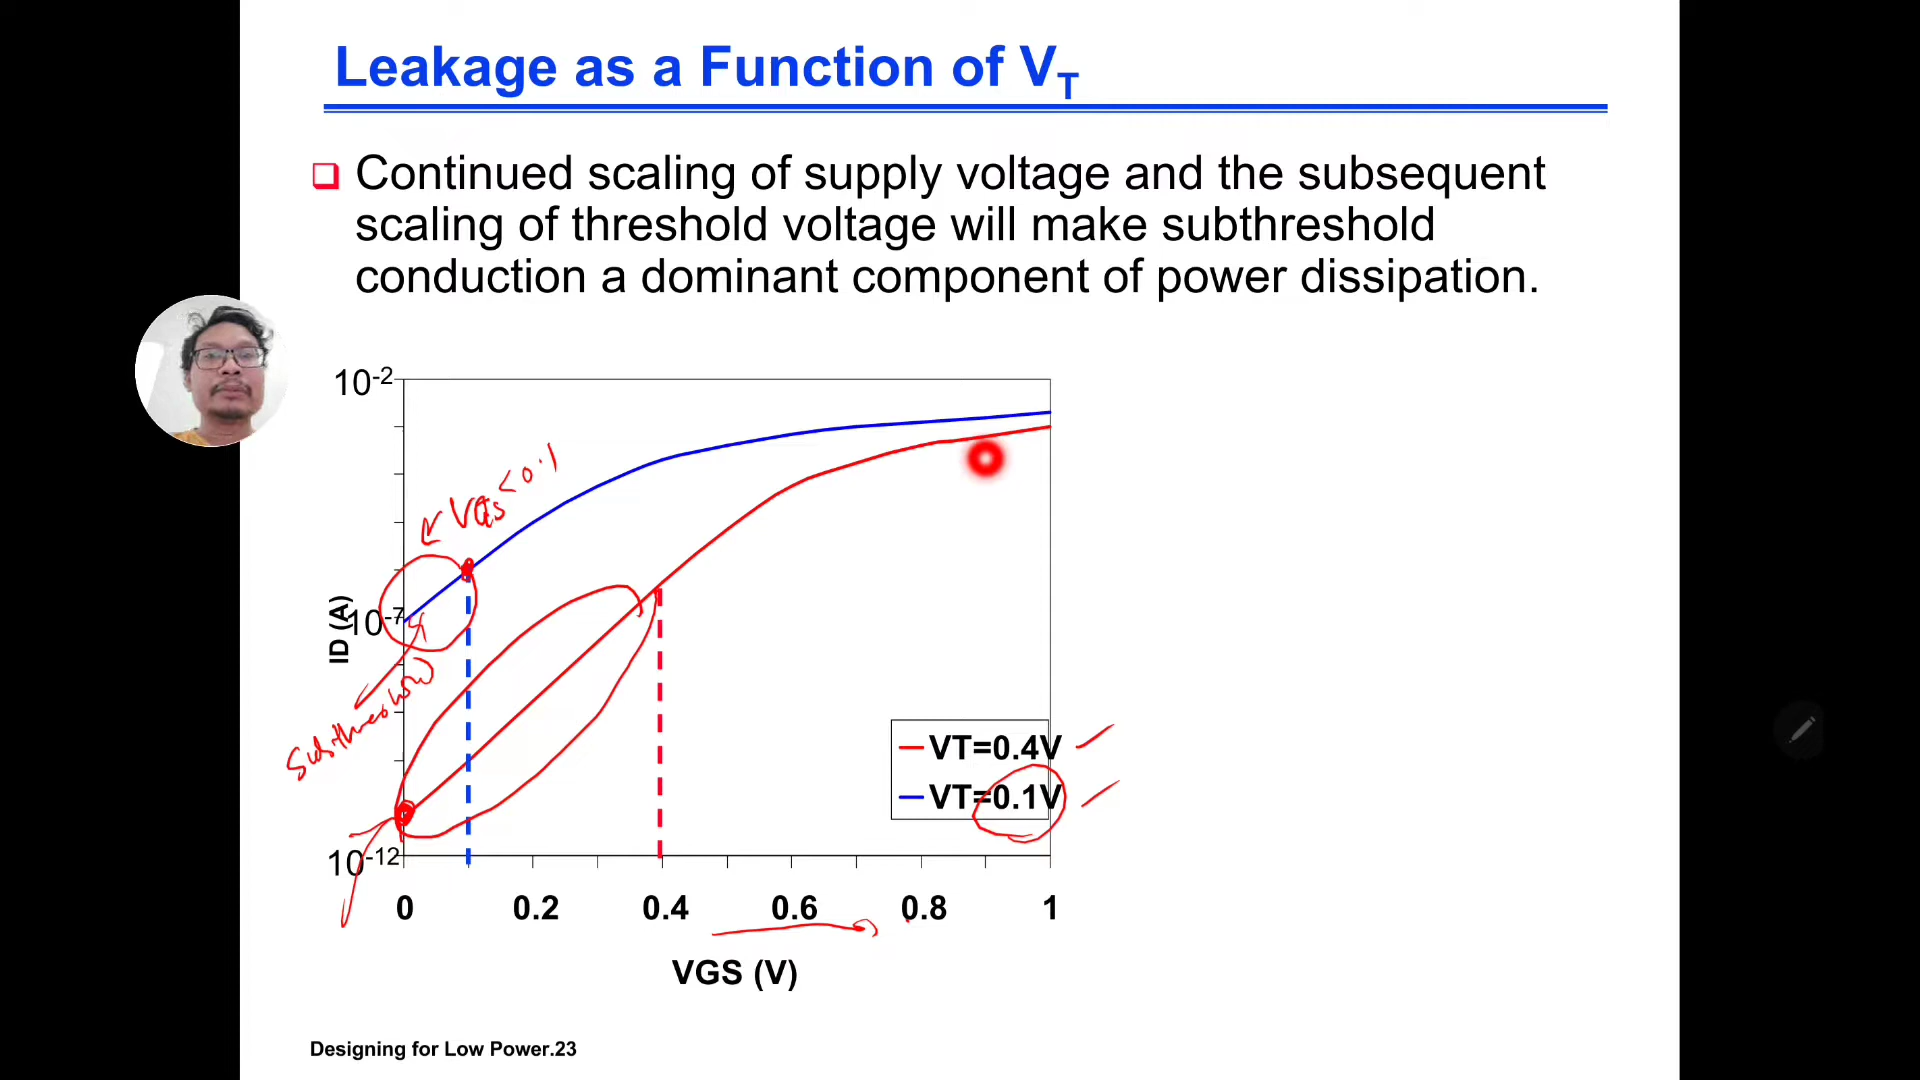 Leakage as a Function of VT
Continued scaling of supply voltage and the subsequent
scaling of threshold voltage will make subthreshold
conduction a dominant component of power dissipation.
10-2
VGS < 0.1
10-7
ID (A)
Subthreshold
VT=0.4V
VT=0.1V
10-12
0 0.2 0.4 0.6 0.8 1
VGS (V)
Designing for Low Power.23